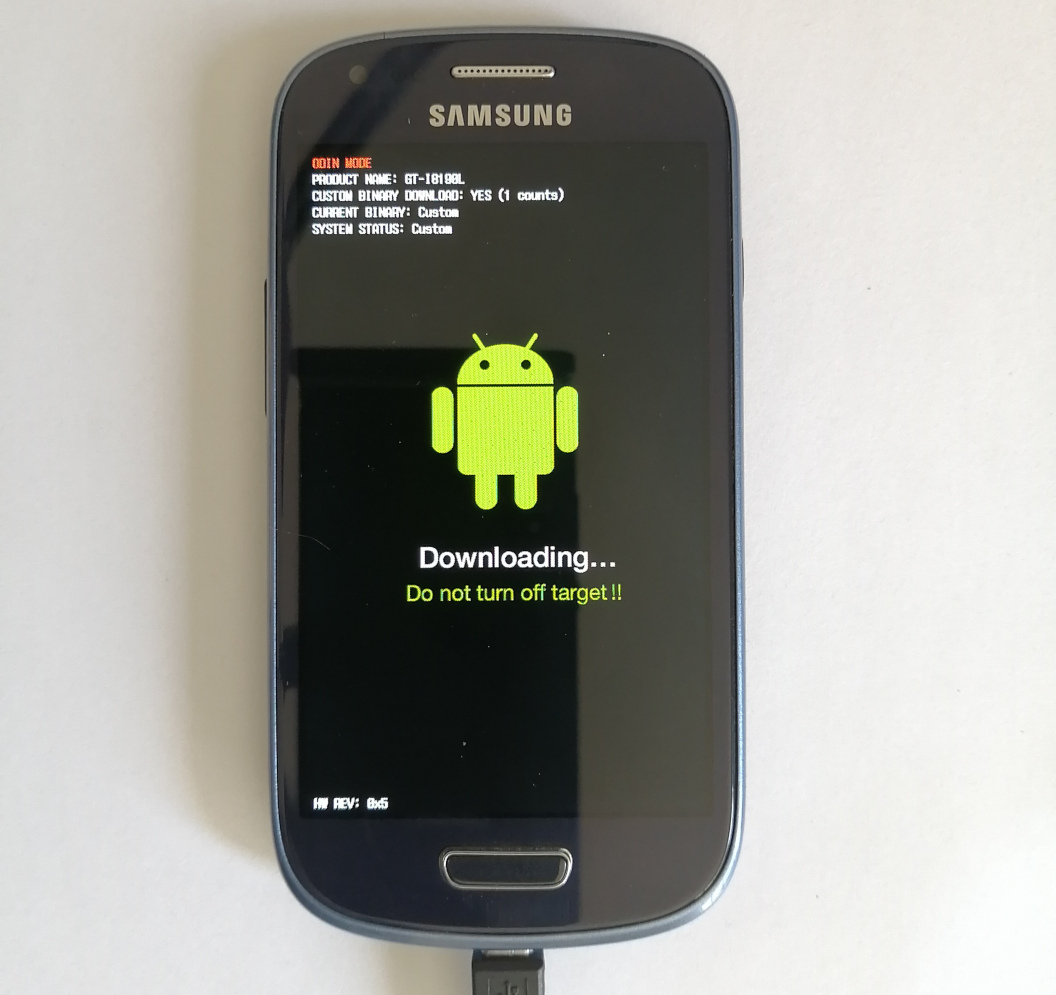 SAMSUNG
ODIN MODE
PRODUCT NAME: GT-I8190L
CUSTOM BINARY DOWNLOAD: YES (1 counts)
CURRENT BINARY: Custom
SYSTEM STATUS: Custom
Downloading...
Do not turn off target!!
HW REV: 0x5